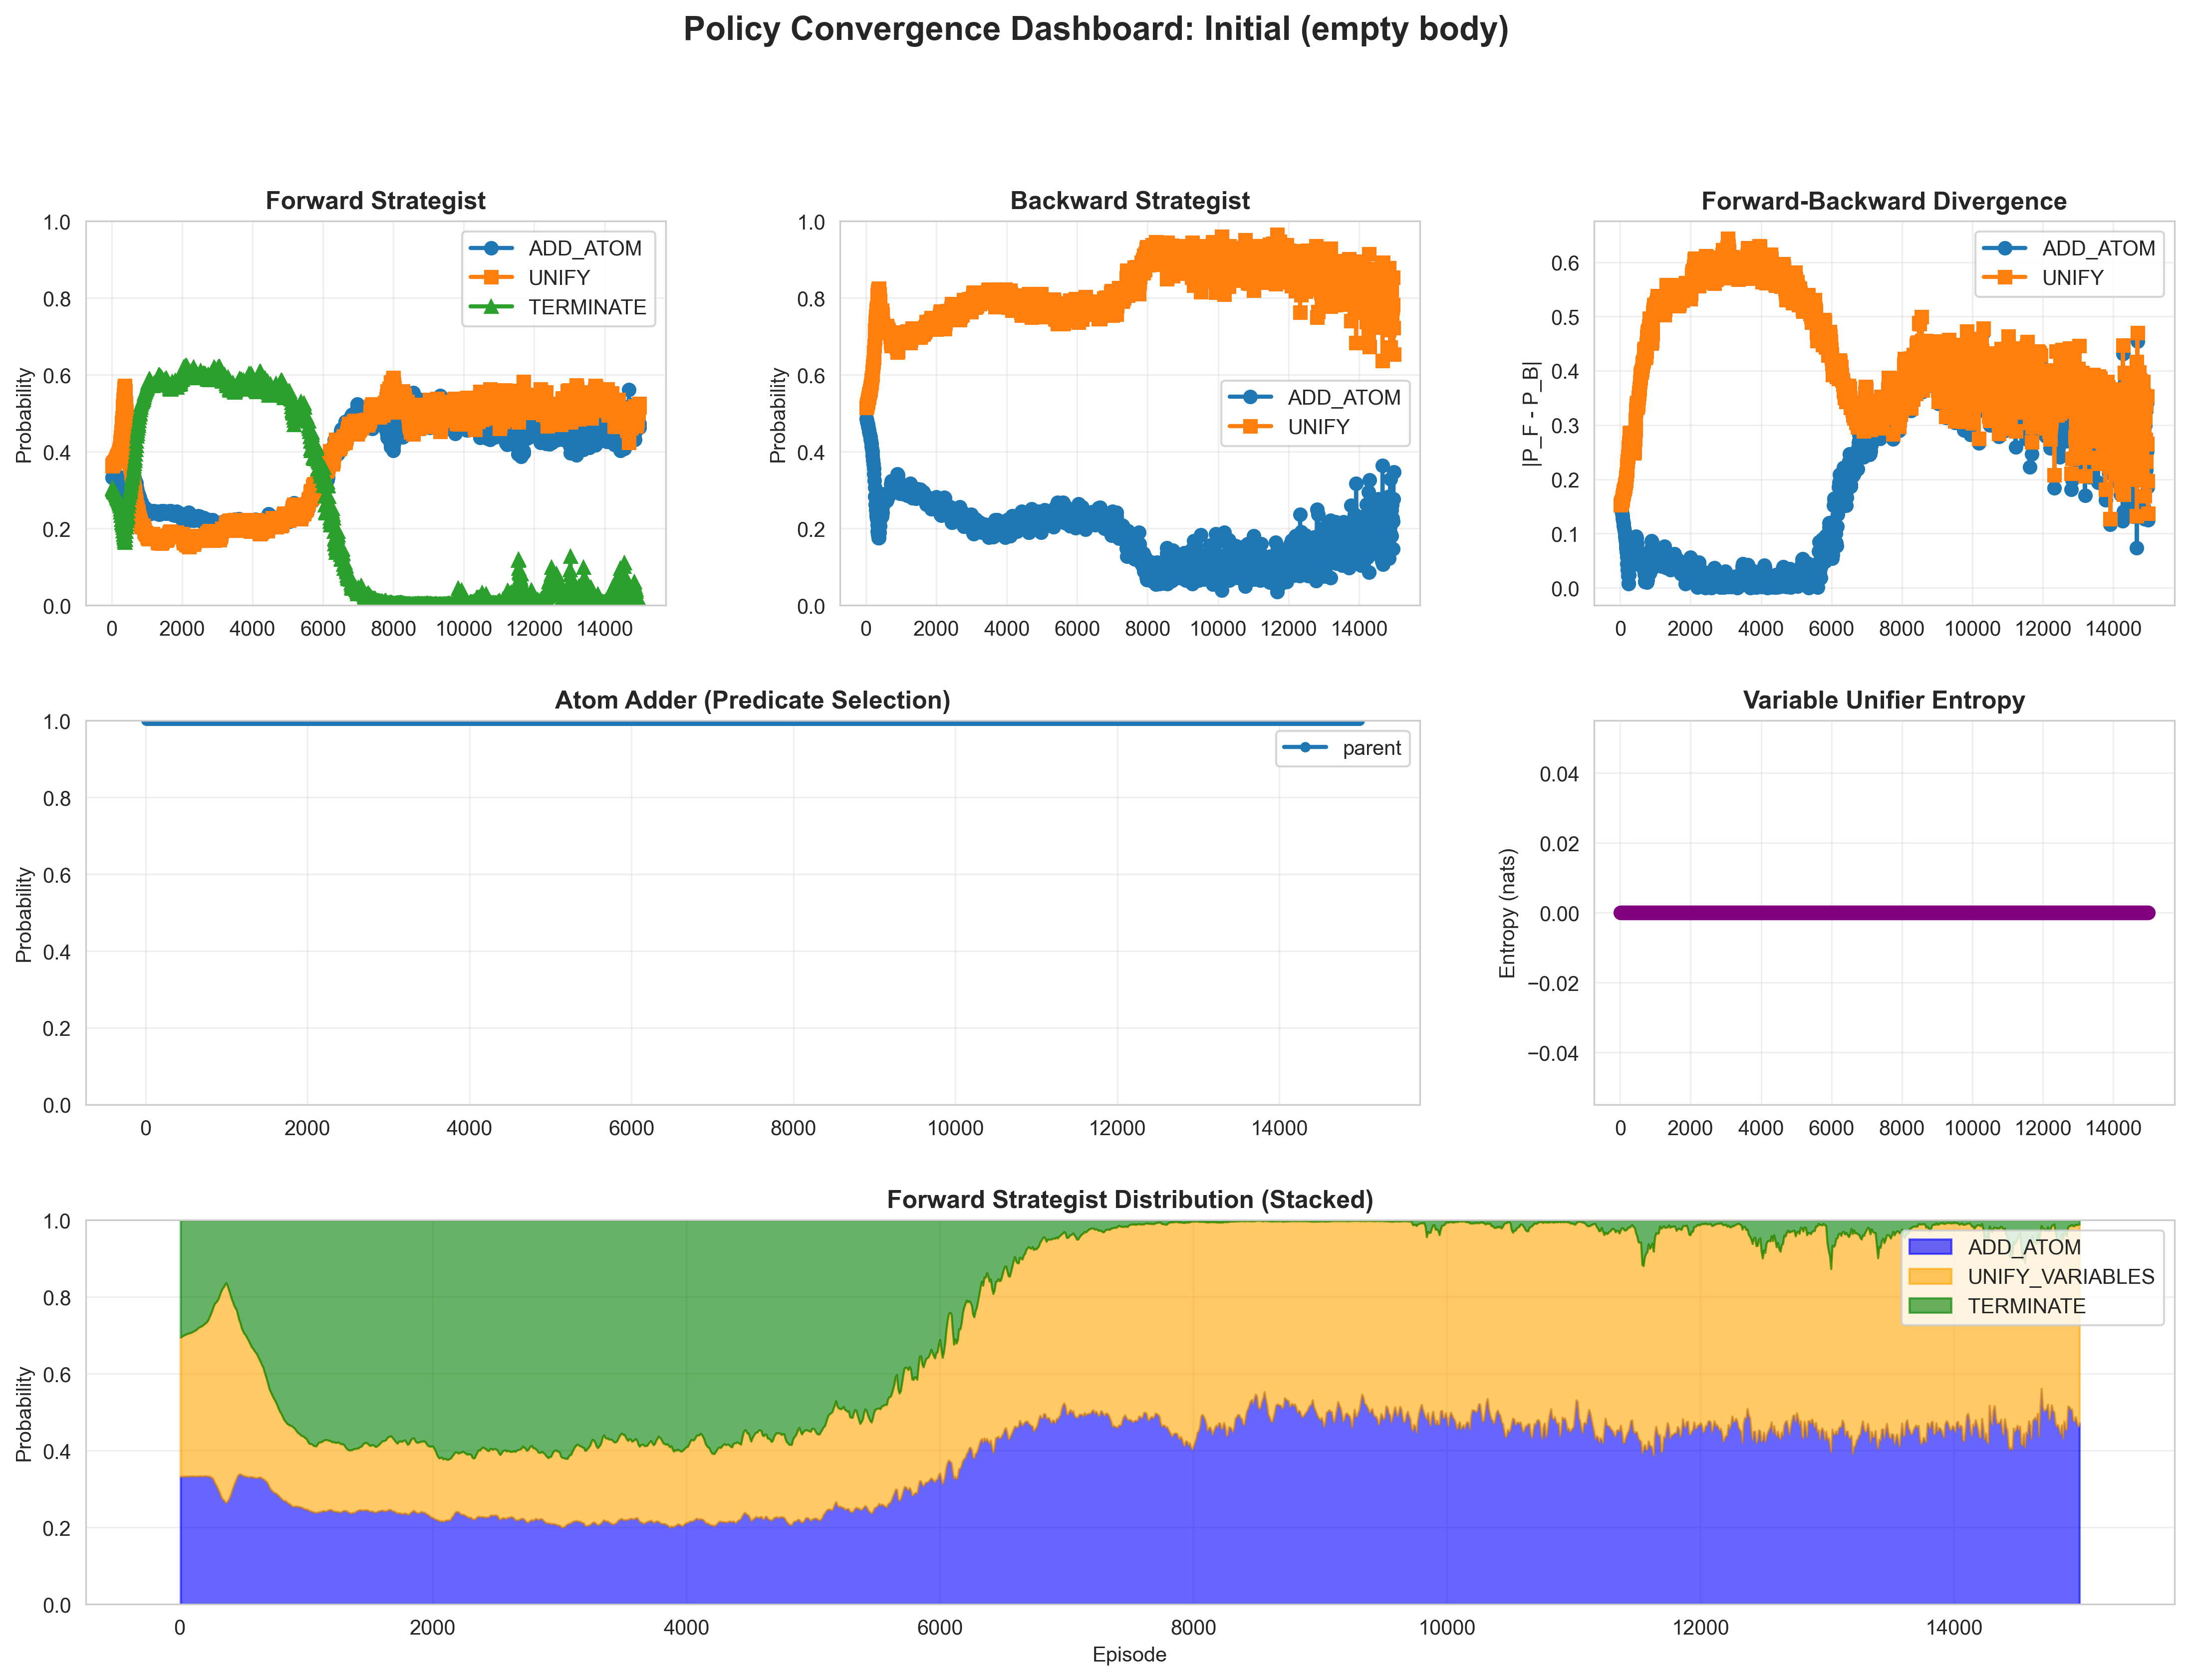 Policy Convergence Dashboard: Initial (empty body)
Forward Strategist
Probability
1.0
0.8
0.6
0.4
0.2
0.0
0 2000 4000 6000 8000 10000 12000 14000
ADD_ATOM
UNIFY
TERMINATE
Backward Strategist
Probability
1.0
0.8
0.6
0.4
0.2
0.0
0 2000 4000 6000 8000 10000 12000 14000
ADD_ATOM
UNIFY
Forward-Backward Divergence
|P_F - P_B|
0.6
0.5
0.4
0.3
0.2
0.1
0.0
0 2000 4000 6000 8000 10000 12000 14000
ADD_ATOM
UNIFY
Atom Adder (Predicate Selection)
Probability
1.0
0.8
0.6
0.4
0.2
0.0
0 2000 4000 6000 8000 10000 12000 14000
parent
Variable Unifier Entropy
Entropy (nats)
0.04
0.02
0.00
−0.02
−0.04
0 2000 4000 6000 8000 10000 12000 14000
Forward Strategist Distribution (Stacked)
Probability
1.0
0.8
0.6
0.4
0.2
0.0
0 2000 4000 6000 8000 10000 12000 14000
Episode
ADD_ATOM
UNIFY_VARIABLES
TERMINATE